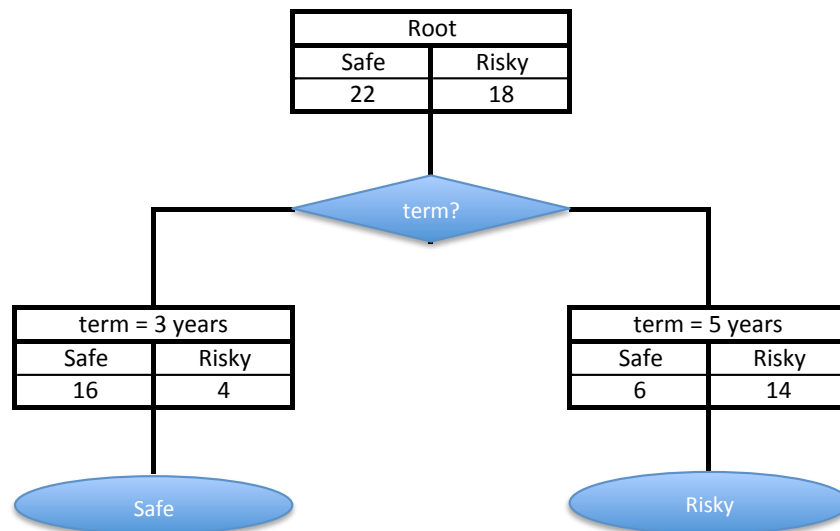 Root
Safe Risky
22 18
term?
term = 3 years
Safe Risky
16 4
term = 5 years
Safe Risky
6 14
Safe
Risky